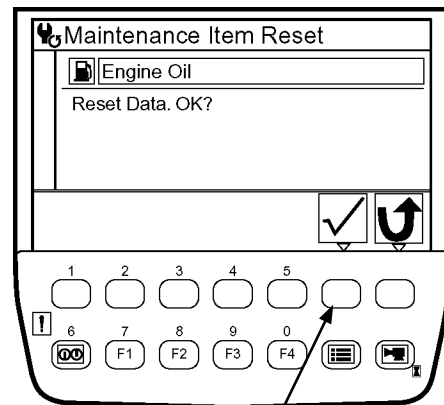 Maintenance Item Reset
Engine Oil
Reset Data. OK?
1 2 3 4 5
6 7 8 9 0
F1 F2 F3 F4